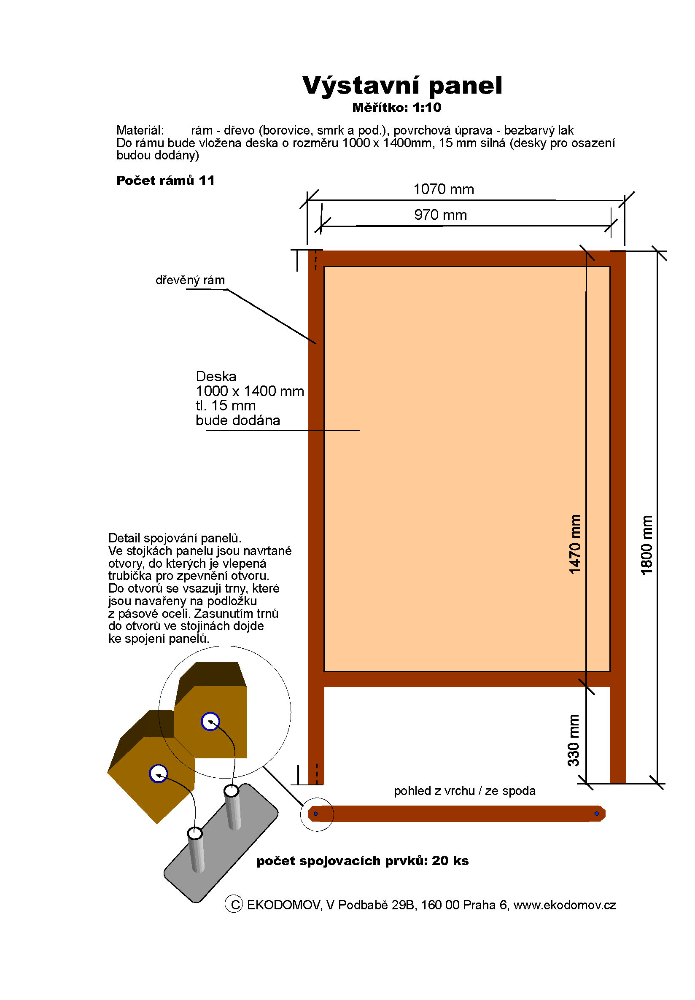 Výstavní panel
Měřítko: 1:10
Materiál: rám - dřevo (borovice, smrk a pod.), povrchová úprava - bezbarvý lak
Do rámu bude vložena deska o rozměru 1000 x 1400mm, 15 mm silná (desky pro osazení
budou dodány)
Počet rámů 11
1070 mm
970 mm
dřevěný rám
Deska
1000 x 1400 mm
tl. 15 mm
bude dodána
1470 mm
1800 mm
Detail spojování panelů.
Ve stojkách panelu jsou navrtané
otvory, do kterých je vlepená
trubička pro zpevnění otvoru.
Do otvorů se vsazují trny, které
jsou navařeny na podložku
z pásové oceli. Zasunutím trnů
do otvorů ve stojinách dojde
ke spojení panelů.
330 mm
pohled z vrchu / ze spoda
počet spojovacích prvků: 20 ks
C EKODOMOV, V Podbabě 29B, 160 00 Praha 6, www.ekodomov.cz